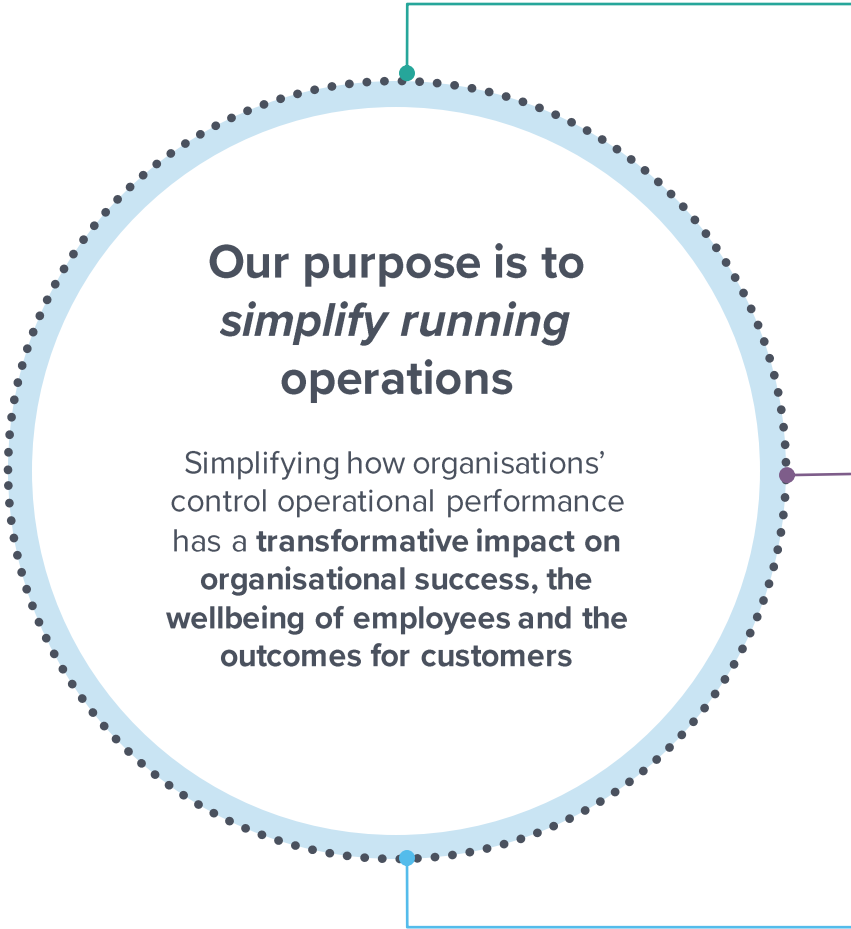 Our purpose is to
simplify running
operations
Simplifying how organisations’
control operational performance
has a transformative impact on
organisational success, the
wellbeing of employees and the
outcomes for customers